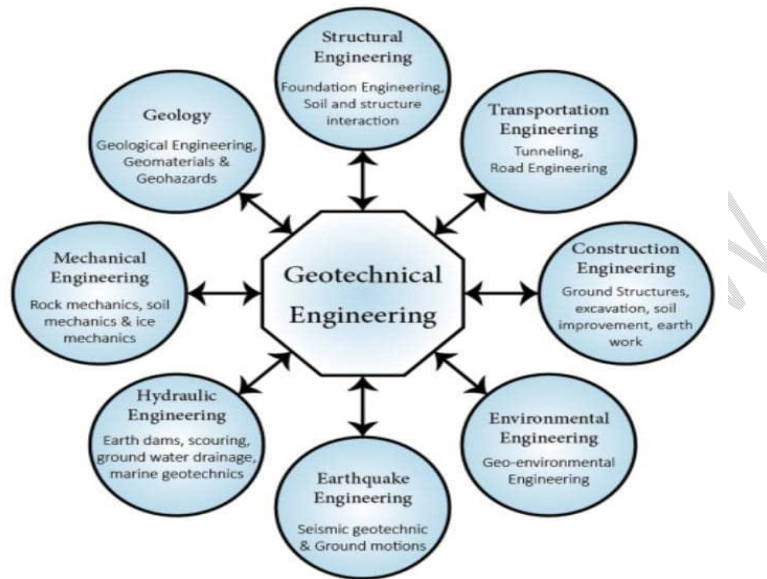 Structural
Engineering
Foundation Engineering,
Soil and structure
interaction
Transportation
Engineering
Tunneling,
Road Engineering
Construction
Engineering
Ground Structures,
excavation, soil
improvement, earth
work
Environmental
Engineering
Geo-environmental
Engineering
Earthquake
Engineering
Seismic geotechnic
& Ground motions
Hydraulic
Engineering
Earth dams, scouring,
ground water drainage,
marine geotechnics
Mechanical
Engineering
Rock mechanics, soil
mechanics & ice
mechanics
Geology
Geological Engineering,
Geomaterials &
Geohazards
Geotechnical
Engineering